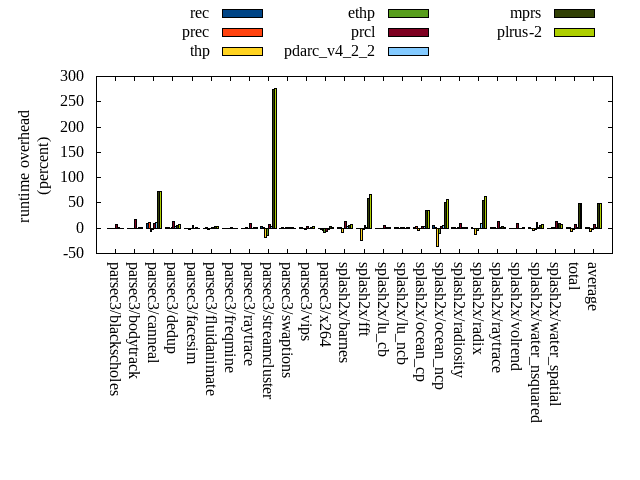 rec ethp mprs
prec prcl plrus-2
thp pdarc_v4_2_2
runtime overhead
(percent)
300
250
200
150
100
50
0
-50
parsec3/blackscholes
parsec3/bodytrack
parsec3/canneal
parsec3/dedup
parsec3/facesim
parsec3/fluidanimate
parsec3/freqmine
parsec3/raytrace
parsec3/streamcluster
parsec3/swaptions
parsec3/vips
parsec3/x264
splash2x/barnes
splash2x/fft
splash2x/lu_cb
splash2x/lu_ncb
splash2x/ocean_cp
splash2x/ocean_ncp
splash2x/radiosity
splash2x/radix
splash2x/raytrace
splash2x/volrend
splash2x/water_nsquared
splash2x/water_spatial
total
average